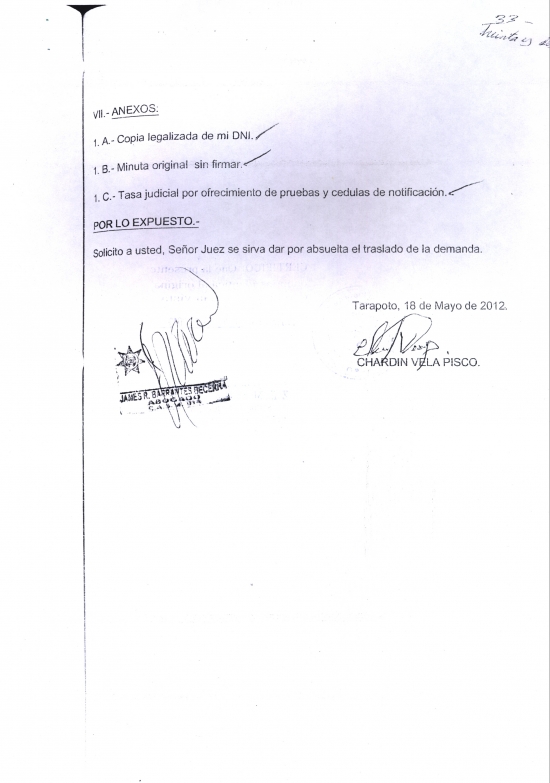 33-
Treinta y
VII.- ANEXOS:
1. A.- Copia legalizada de mi DNI.
1. B.- Minuta original sin firmar.
1. C.- Tasa judicial por ofrecimiento de pruebas y cedulas de notificación.
POR LO EXPUESTO.-
Solicito a usted, Señor Juez se sirva dar por absuelta el traslado de la demanda.
Tarapoto, 18 de Mayo de 2012.
CHARDIN VELA PISCO.
JAMES R. BARRANTES BECERRA
ABOGADO